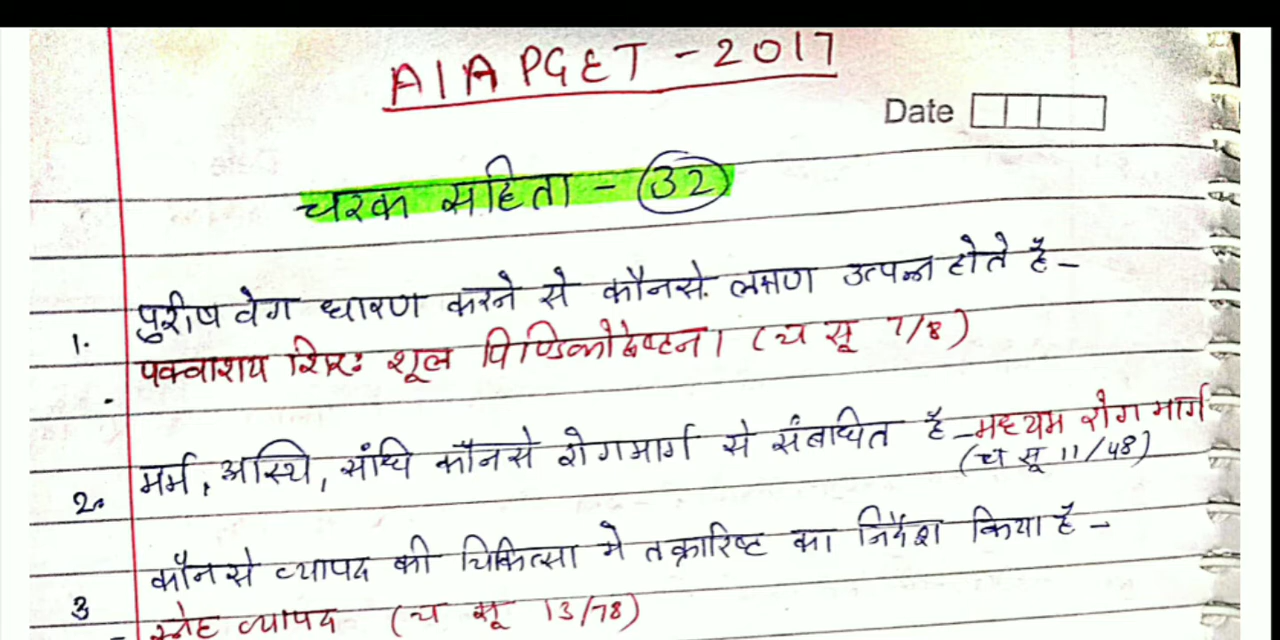 AIAPGET - 2017
Date
चरक सहिता - 32
1. पुरीष वेग धारण करने से कौनसे लक्षण उत्पन्न होते है -
पक्वाशय शिरः शूल पिण्डिकोद्वेष्टन। (च सू 7/8)
2. मर्म, अस्थि, संधि कौनसे रोगमार्ग से संबाधित है - मध्यम रोग मार्ग
(च सू 11/48)
3 कौनसे व्यापद की चिकित्सा मे तक्रारिष्ट का निर्देश किया है -
स्नेह व्यापद (च सू 13/78)